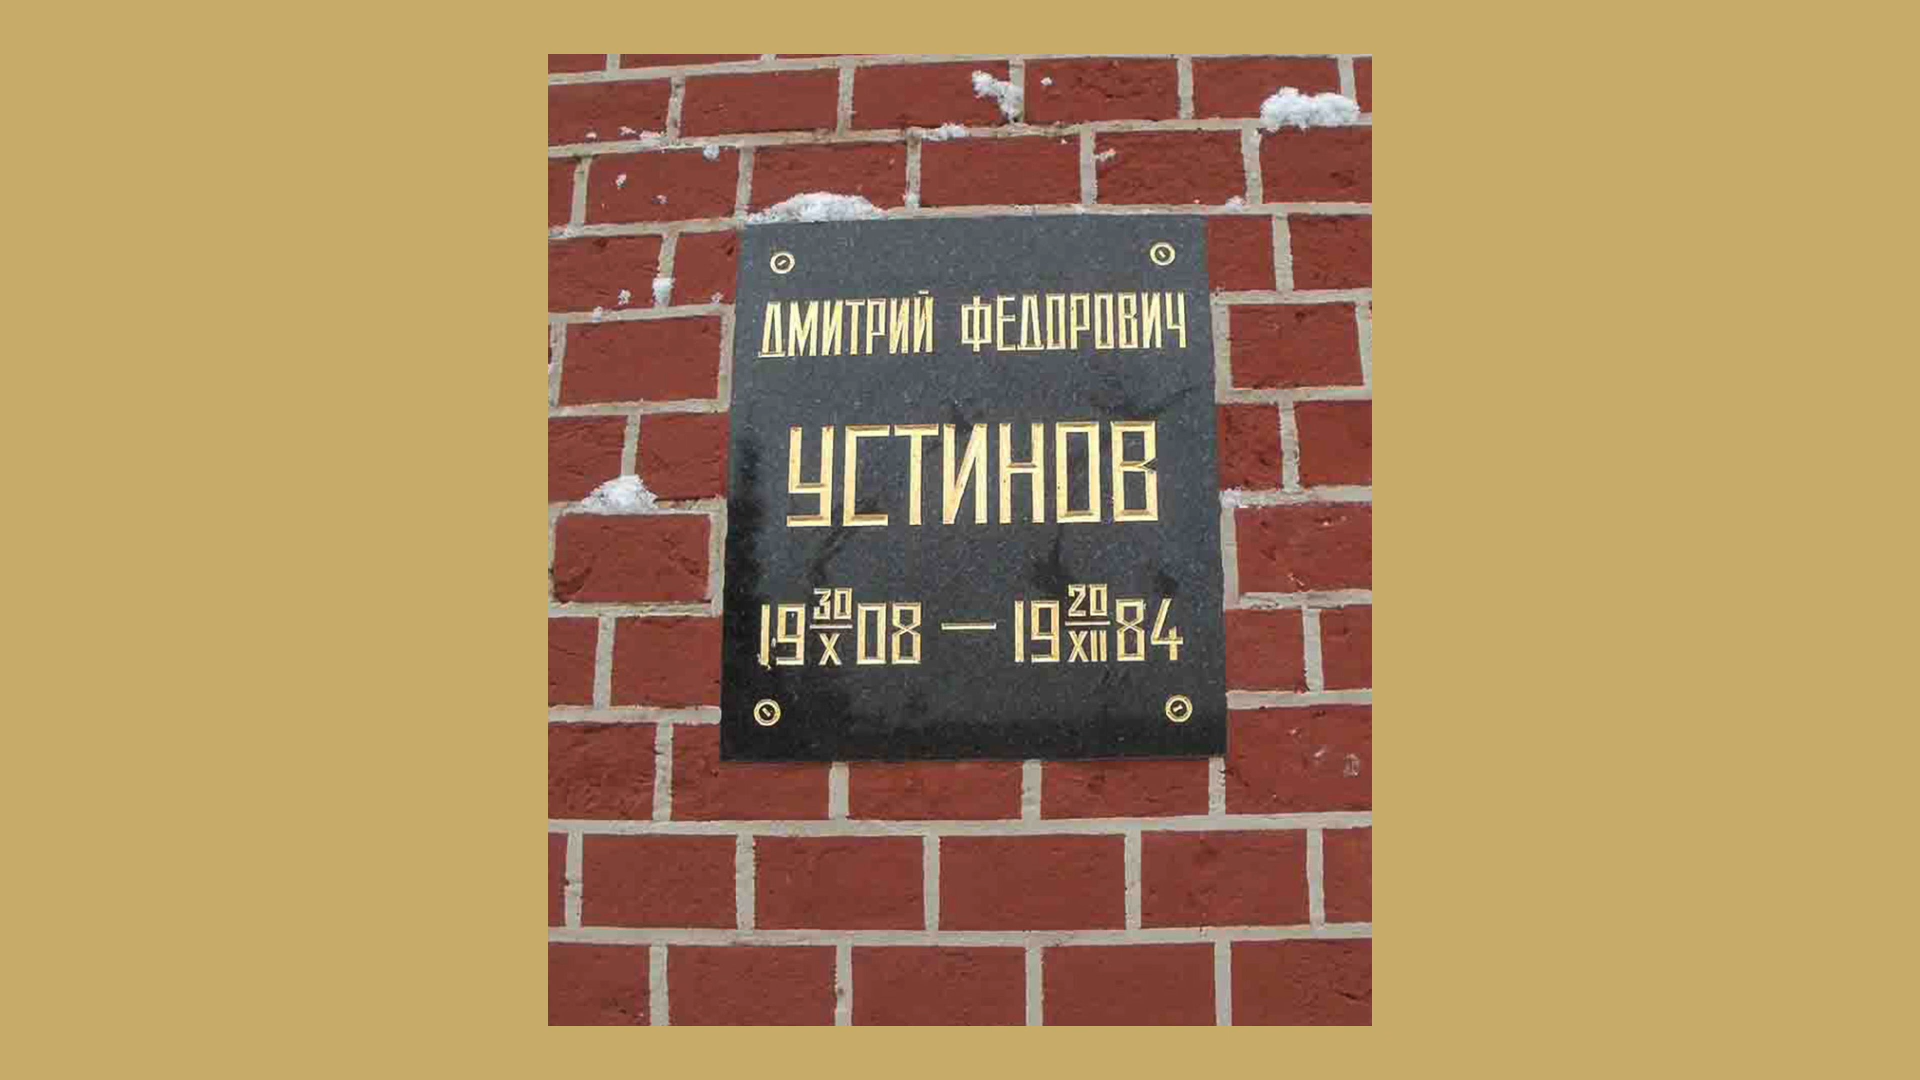 ДМИТРИЙ ФЕДОРОВИЧ
УСТИНОВ
19 30/X 08 — 19 20/XII 84